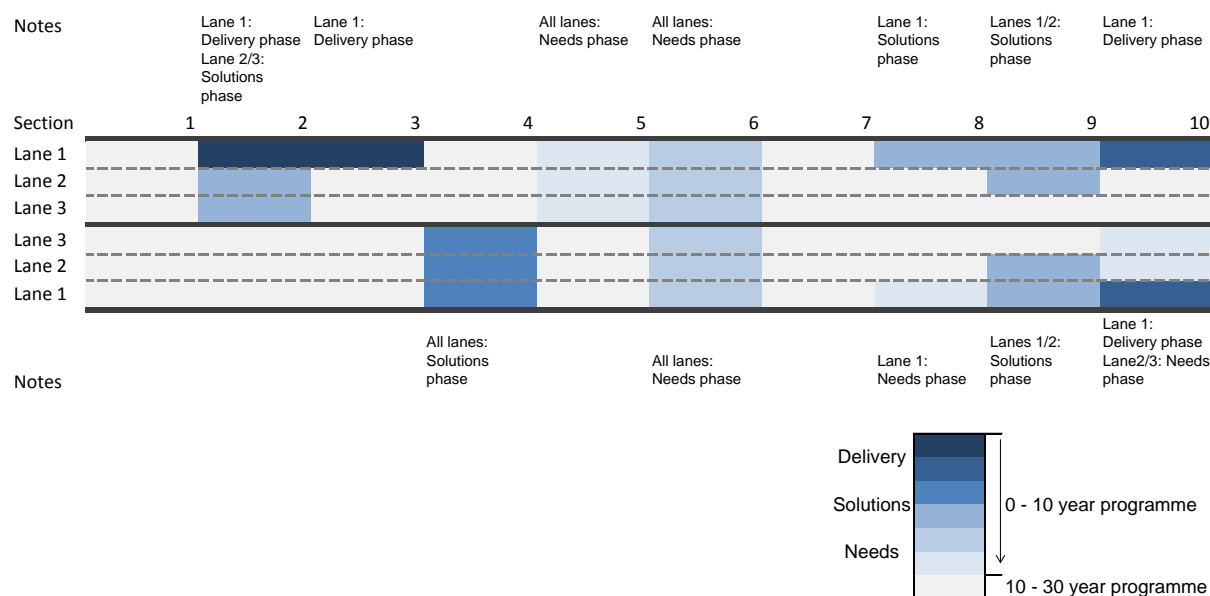 Notes
Lane 1:
Delivery phase
Lane 2/3:
Solutions
phase
Lane 1:
Delivery phase
All lanes:
Needs phase
All lanes:
Needs phase
Lane 1:
Solutions
phase
Lanes 1/2:
Solutions
phase
Lane 1:
Delivery phase
Section 1 2 3 4 5 6 7 8 9 10
Lane 1
Lane 2
Lane 3
Lane 3
Lane 2
Lane 1
Notes
All lanes:
Solutions
phase
All lanes:
Needs phase
Lane 1:
Needs phase
Lanes 1/2:
Solutions
phase
Lane 1:
Delivery phase
Lane2/3: Needs
phase
Delivery
Solutions
Needs
0 - 10 year programme
10 - 30 year programme